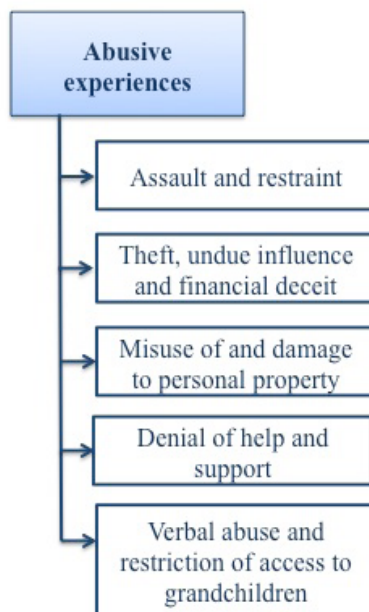 Abusive
experiences
Assault and restraint
Theft, undue influence
and financial deceit
Misuse of and damage
to personal property
Denial of help and
support
Verbal abuse and
restriction of access to
grandchildren